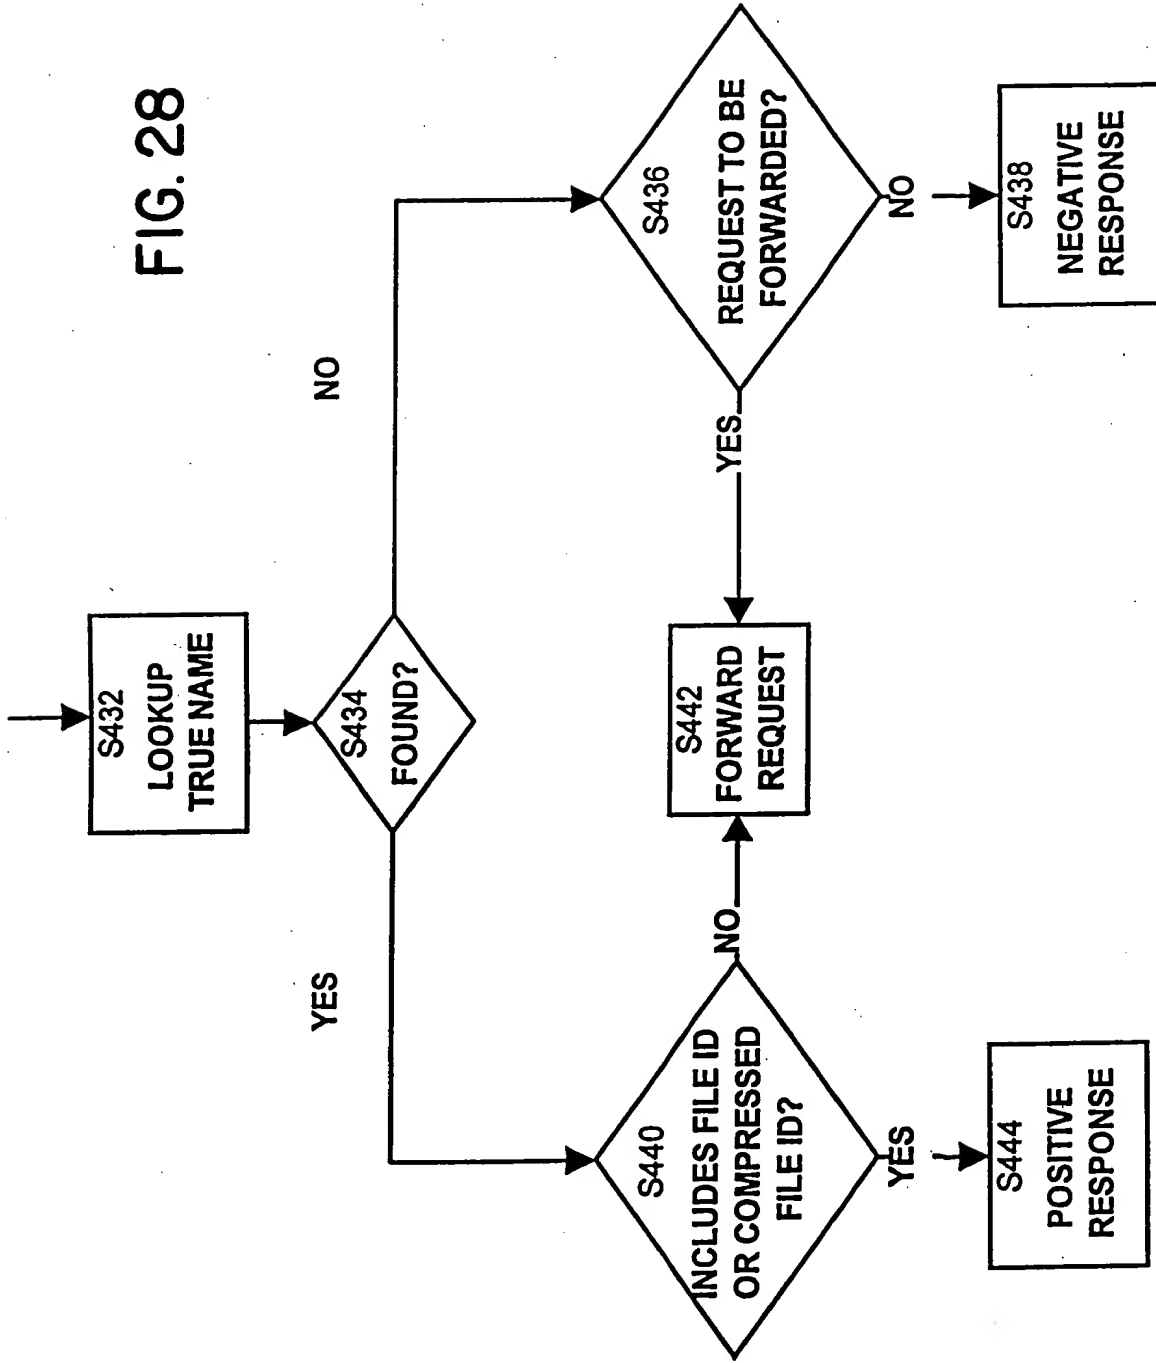 FIG. 28
S432
LOOKUP
TRUE NAME
S434
FOUND?
YES
NO
S440
INCLUDES FILE ID
OR COMPRESSED
FILE ID?
NO
YES
S442
FORWARD
REQUEST
S436
REQUEST TO BE
FORWARDED?
YES
NO
S444
POSITIVE
RESPONSE
S438
NEGATIVE
RESPONSE